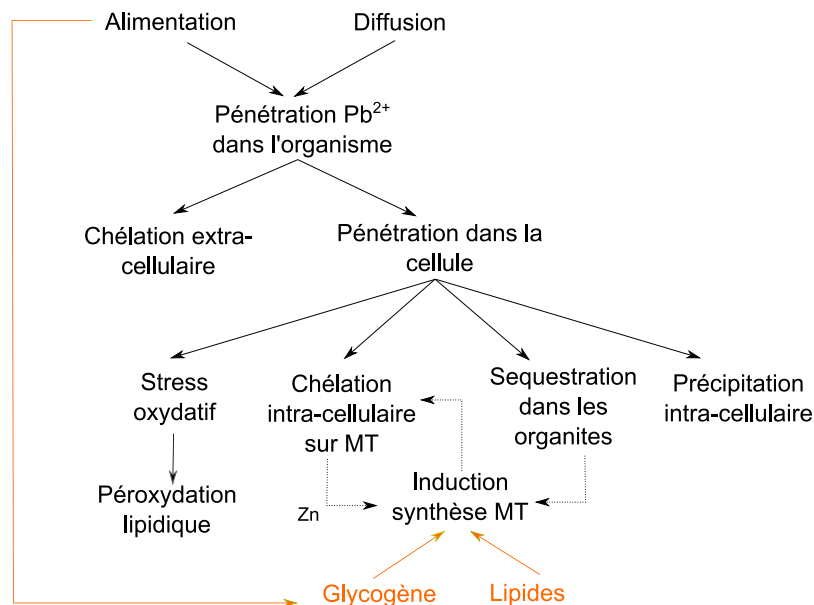 Alimentation
Diffusion
Pénétration Pb²⁺
dans l'organisme
Chélation extra-
cellulaire
Pénétration dans la
cellule
Stress
oxydatif
Chélation
intra-cellulaire
sur MT
Sequestration
dans les
organites
Précipitation
intra-cellulaire
Péroxydation
lipidique
Zn
Induction
synthèse MT
Glycogène
Lipides